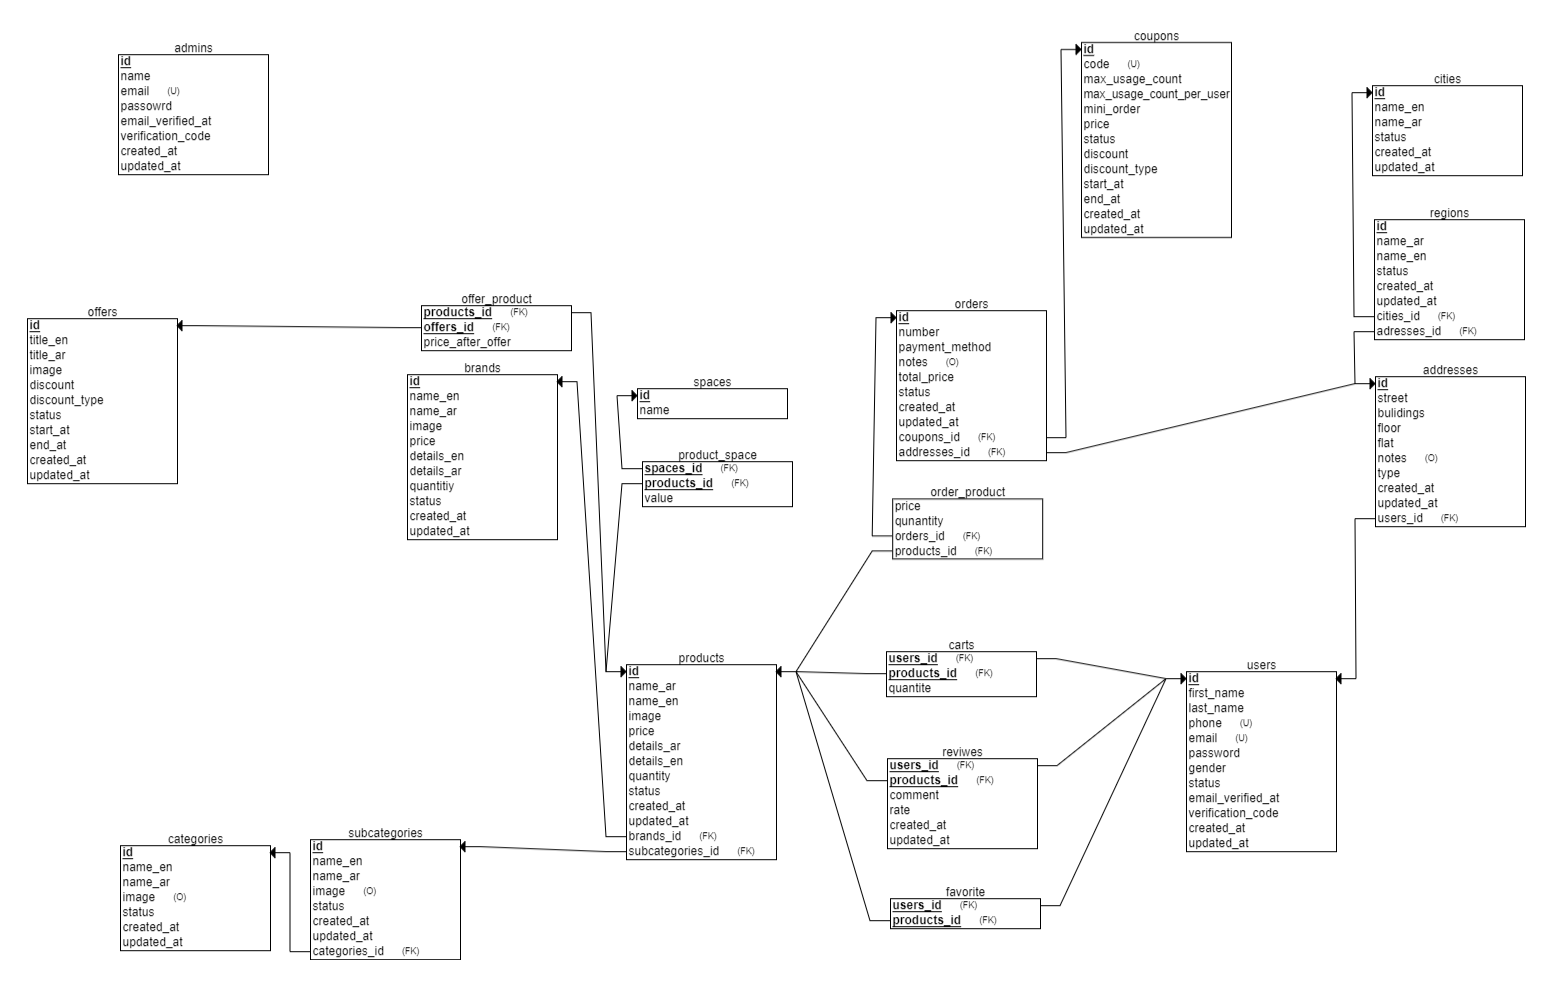 admins
id
name
email (U)
passowrd
email_verified_at
verification_code
created_at
updated_at
coupons
id
code (U)
max_usage_count
max_usage_count_per_user
mini_order
price
status
discount
discount_type
start_at
end_at
created_at
updated_at
cities
id
name_en
name_ar
status
created_at
updated_at
regions
id
name_ar
name_en
status
created_at
updated_at
cities_id (FK)
adresses_id (FK)
offers
id
title_en
title_ar
image
discount
discount_type
status
start_at
end_at
created_at
updated_at
offer_product
products_id (FK)
offers_id (FK)
price_after_offer
brands
id
name_en
name_ar
image
price
details_en
details_ar
quantitiy
status
created_at
updated_at
spaces
id
name
product_space
spaces_id (FK)
products_id (FK)
value
orders
id
number
payment_method
notes (O)
total_price
status
created_at
updated_at
coupons_id (FK)
addresses_id (FK)
order_product
price
qunantity
orders_id (FK)
products_id (FK)
addresses
id
street
bulidings
floor
flat
notes (O)
type
created_at
updated_at
users_id (FK)
products
id
name_ar
name_en
image
price
details_ar
details_en
quantity
status
created_at
updated_at
brands_id (FK)
subcategories_id (FK)
carts
users_id (FK)
products_id (FK)
quantite
reviwes
users_id (FK)
products_id (FK)
comment
rate
created_at
updated_at
favorite
users_id (FK)
products_id (FK)
users
id
first_name
last_name
phone (U)
email (U)
password
gender
status
email_verified_at
verification_code
created_at
updated_at
categories
id
name_en
name_ar
image (O)
status
created_at
updated_at
subcategories
id
name_en
name_ar
image (O)
status
created_at
updated_at
categories_id (FK)